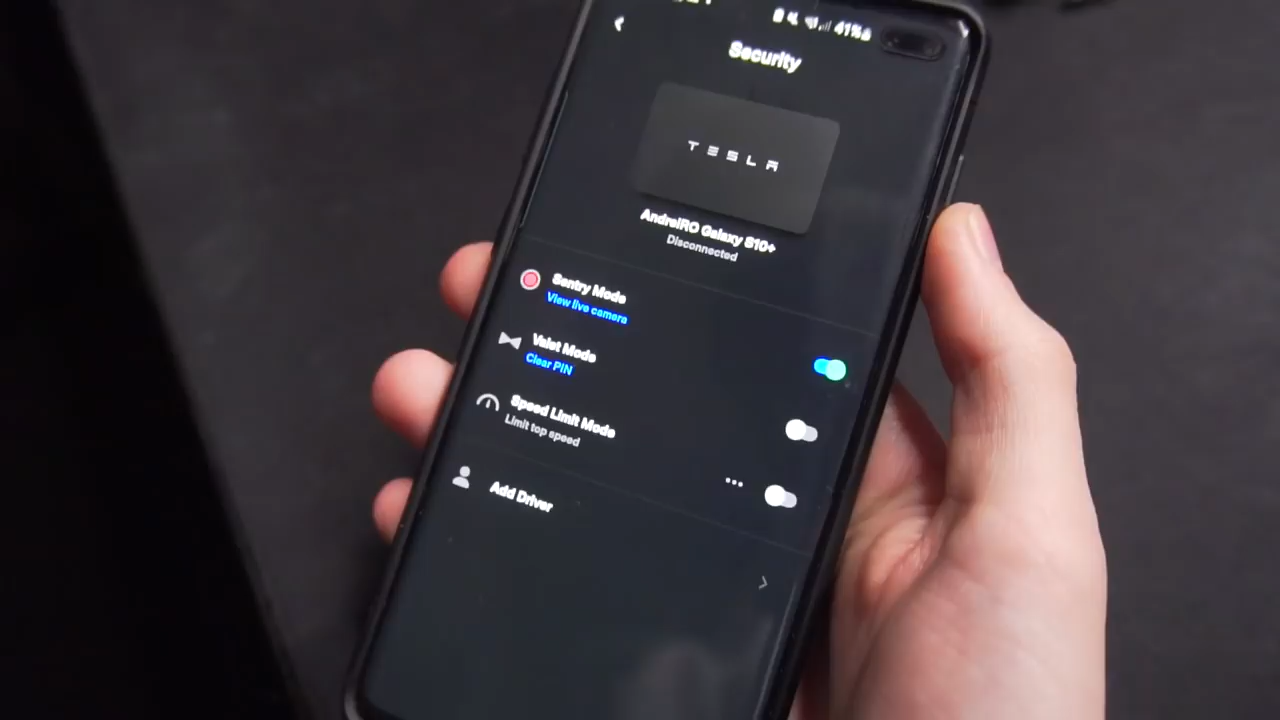 41%
Security
TESLA
AndreiRO Galaxy S10+
Disconnected
Sentry Mode
View live camera
Valet Mode
Clear PIN
Speed Limit Mode
Limit top speed
Add Driver